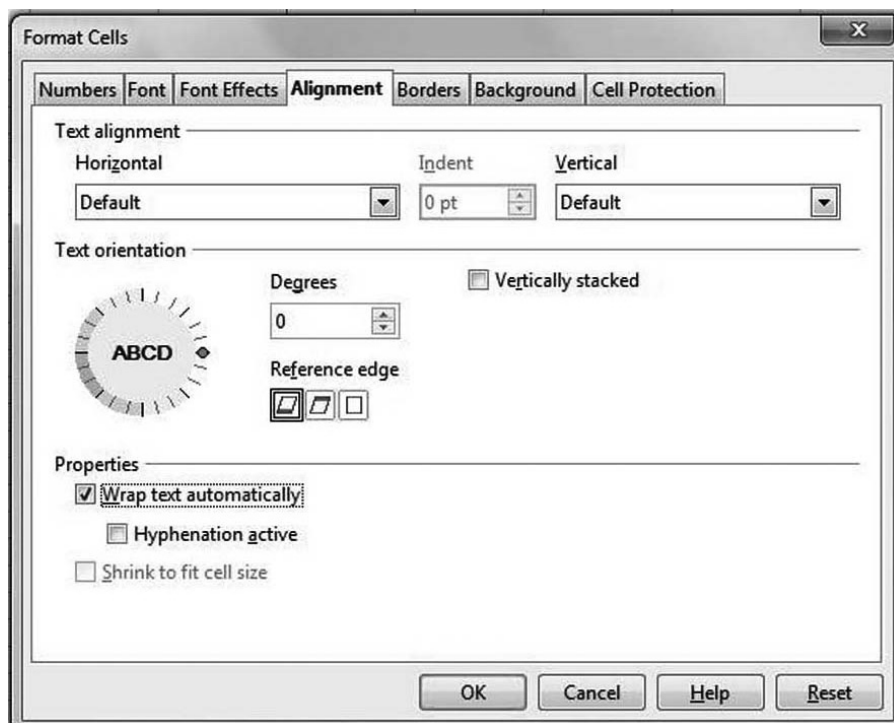 Format Cells
Numbers Font Font Effects Alignment Borders Background Cell Protection
Text alignment
Horizontal Indent Vertical
Default 0 pt Default
Text orientation
Degrees Vertically stacked
0
ABCD
Reference edge
Properties
Wrap text automatically
Hyphenation active
Shrink to fit cell size
OK Cancel Help Reset